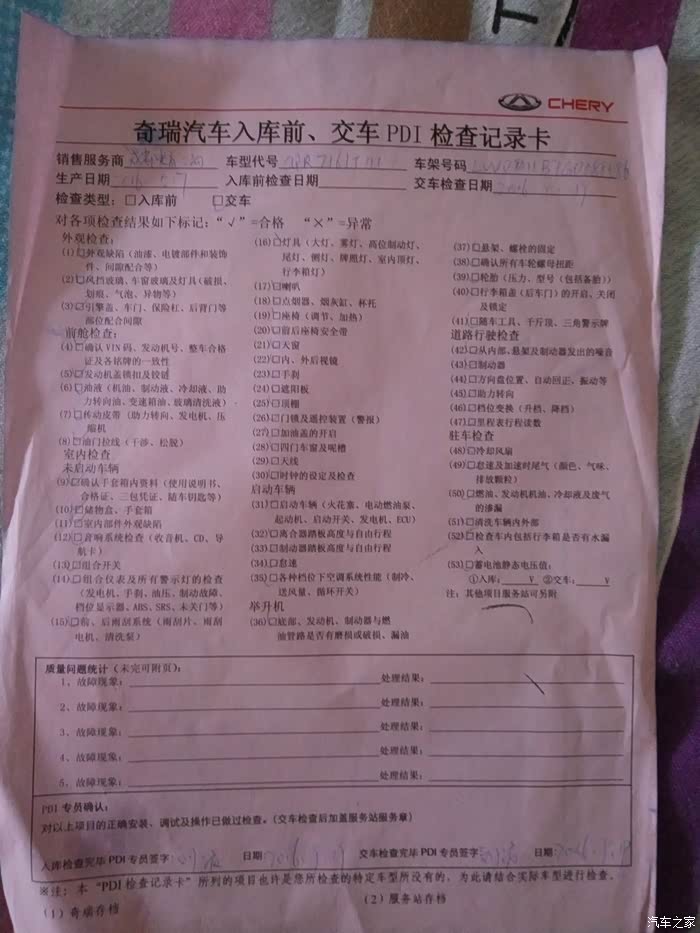 CHERY
奇瑞汽车入库前、交车 PDI 检查记录卡
销售服务商 车型代号 车架号码
生产日期 入库前检查日期 交车检查日期
检查类型：□入库前 □交车
对各项检查结果如下标记：“√”=合格 “×”=异常
外观检查：
(1)□外观缺陷（油漆、电镀部件和装饰
件、间隙配合等）
(2)□风挡玻璃、车窗玻璃及灯具（破损、
划痕、气泡、异物等）
(3)□引擎盖、车门、保险杠、后背门等
部位配合间隙
前舱检查：
(4)□确认VIN码、发动机号、整车合格
证及各铭牌的一致性
(5)□发动机盖锁扣及铰链
(6)□油液（机油、制动液、冷却液、助
力转向油、变速箱油、玻璃清洗液）
(7)□传动皮带（助力转向、发电机、压
缩机
(8)□油门拉线（干涉、松脱）
室内检查
未启动车辆
(9)□确认手套箱内资料（使用说明书、
合格证、三包凭证、随车钥匙等）
(10)□储物盒、手套箱
(11)□室内部件外观缺陷
(12)□音响系统检查（收音机、CD、导
航卡）
(13)□组合开关
(14)□组合仪表及所有警示灯的检查
（发电机、手刹、油压、制动故障、
档位显示器、ABS、SRS、未关门等）
(15)□前、后雨刮系统（雨刮片、雨刮
电机、清洗泵）
(16)□灯具（大灯、雾灯、高位制动灯、
尾灯、侧灯、牌照灯、室内顶灯、
行李箱灯）
(17)□喇叭
(18)□点烟器、烟灰缸、杯托
(19)□座椅（调节、加热）
(20)□前后座椅安全带
(21)□天窗
(22)□内、外后视镜
(23)□手刹
(24)□遮阳板
(25)□顶棚
(26)□门锁及遥控装置（警报）
(27)□加油盖的开启
(28)□四门车窗及呢槽
(29)□天线
(30)□时钟的设定及检查
启动车辆
(31)□启动车辆（火花塞、电动燃油泵、
起动机、启动开关、发电机、ECU）
(32)□离合器踏板高度与自由行程
(33)□制动器踏板高度与自由行程
(34)□怠速
(35)□各种档位下空调系统性能（制冷、
送风量、循环开关）
举升机
(36)□底部、发动机、制动器与燃
油管路是否有磨损或破损、漏油
(37)□悬架、螺栓的固定
(38)□确认所有车轮螺母扭距
(39)□轮胎（压力、型号（包括备胎））
(40)□行李箱盖（后车门）的开启、关闭
及锁定
(41)□随车工具、千斤顶、三角警示牌
道路行驶检查
(42)□从内部、悬架及制动器发出的噪音
(43)□制动器
(44)□方向盘位置、自动回正、振动等
(45)□助力转向
(46)□档位变换（升档、降档）
(47)□里程表行程读数
驻车检查
(48)□冷却风扇
(49)□怠速及加速时尾气（颜色、气味、
排放颗粒）
(50)□燃油、发动机机油、冷却液及废气
的渗漏
(51)□清洗车辆内外部
(52)□检查车内包括行李箱是否有水漏
入
(53)□蓄电池静态电压值：
①入库：V ②交车：V
注：其他项目服务站可另附
质量问题统计（未完可附页）：
1、故障现象： 处理结果：
2、故障现象： 处理结果：
3、故障现象： 处理结果：
4、故障现象： 处理结果：
5、故障现象： 处理结果：
PDI 专员确认：
对以上项目的正确安装、调试及操作已做过检查。（交车检查后加盖服务站服务章）
入库检查完毕PDI专员签字： 日期 交车检查完毕PDI专员签字： 日期：
※注：本“PDI检查记录卡”所列的项目也许是您所检查的特定车型所没有的，为此请结合实际车型进行检查。
(1)奇瑞存档 (2)服务站存档
汽车之家